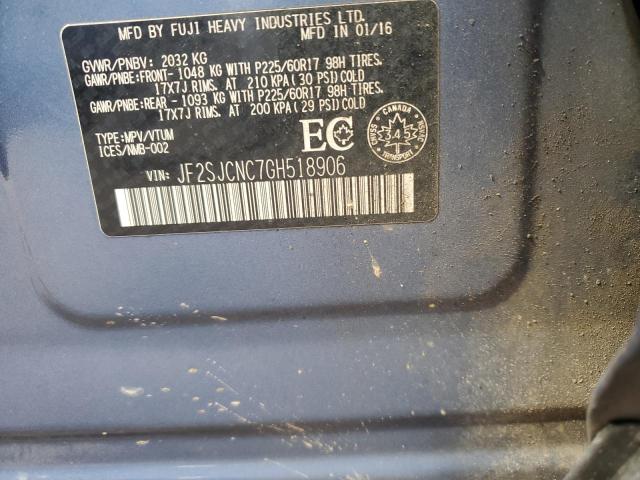 MFD BY FUJI HEAVY INDUSTRIES LTD.
MFD IN 01/16
GVWR/PNBV: 2032 KG
GAWR/PNBE:FRONT- 1048 KG WITH P225/60R17 98H TIRES.
17X7J RIMS. AT 210 KPA(30 PSI)COLD
GAWR/PNBE:REAR - 1093 KG WITH P225/60R17 98H TIRES.
17X7J RIMS. AT 200 KPA(29 PSI)COLD
TYPE:MPV/VTUM
ICES/NMB-002
EC
CANADA
345
VIN: JF2SJCNC7GH518906